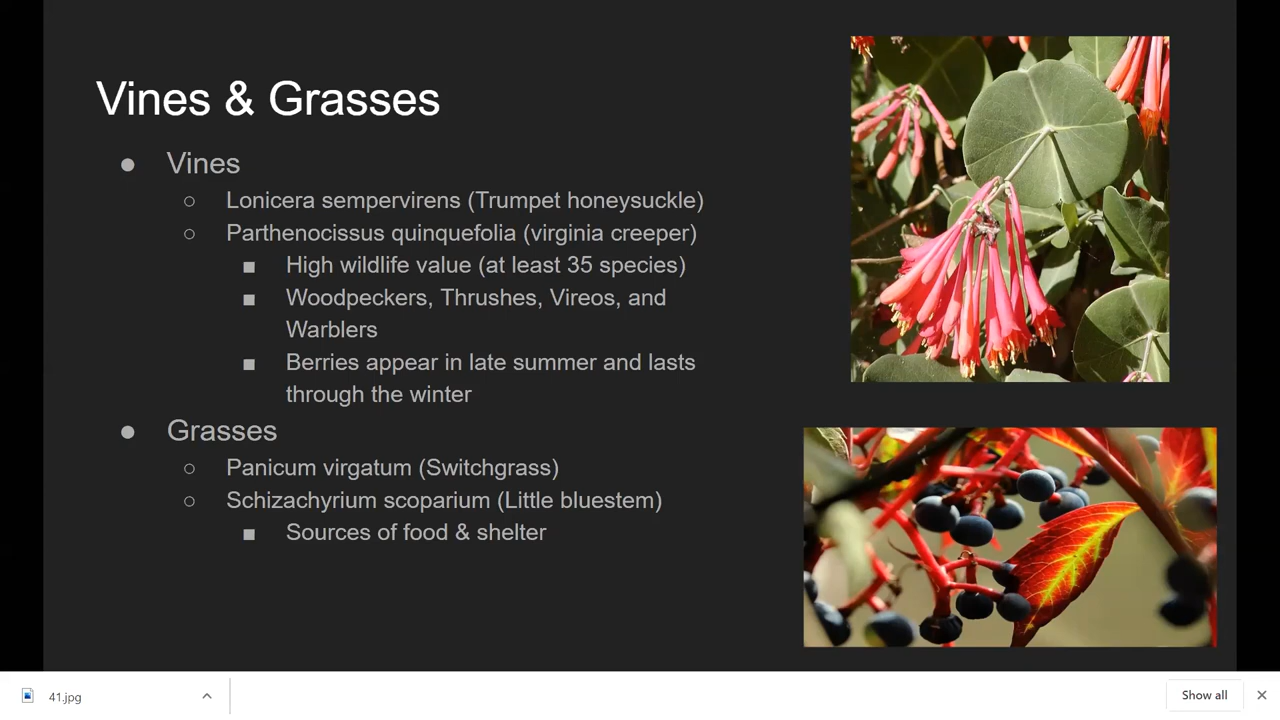 Vines & Grasses
● Vines
○ Lonicera sempervirens (Trumpet honeysuckle)
○ Parthenocissus quinquefolia (virginia creeper)
■ High wildlife value (at least 35 species)
■ Woodpeckers, Thrushes, Vireos, and
Warblers
■ Berries appear in late summer and lasts
through the winter
● Grasses
○ Panicum virgatum (Switchgrass)
○ Schizachyrium scoparium (Little bluestem)
■ Sources of food & shelter
41.jpg
Show all